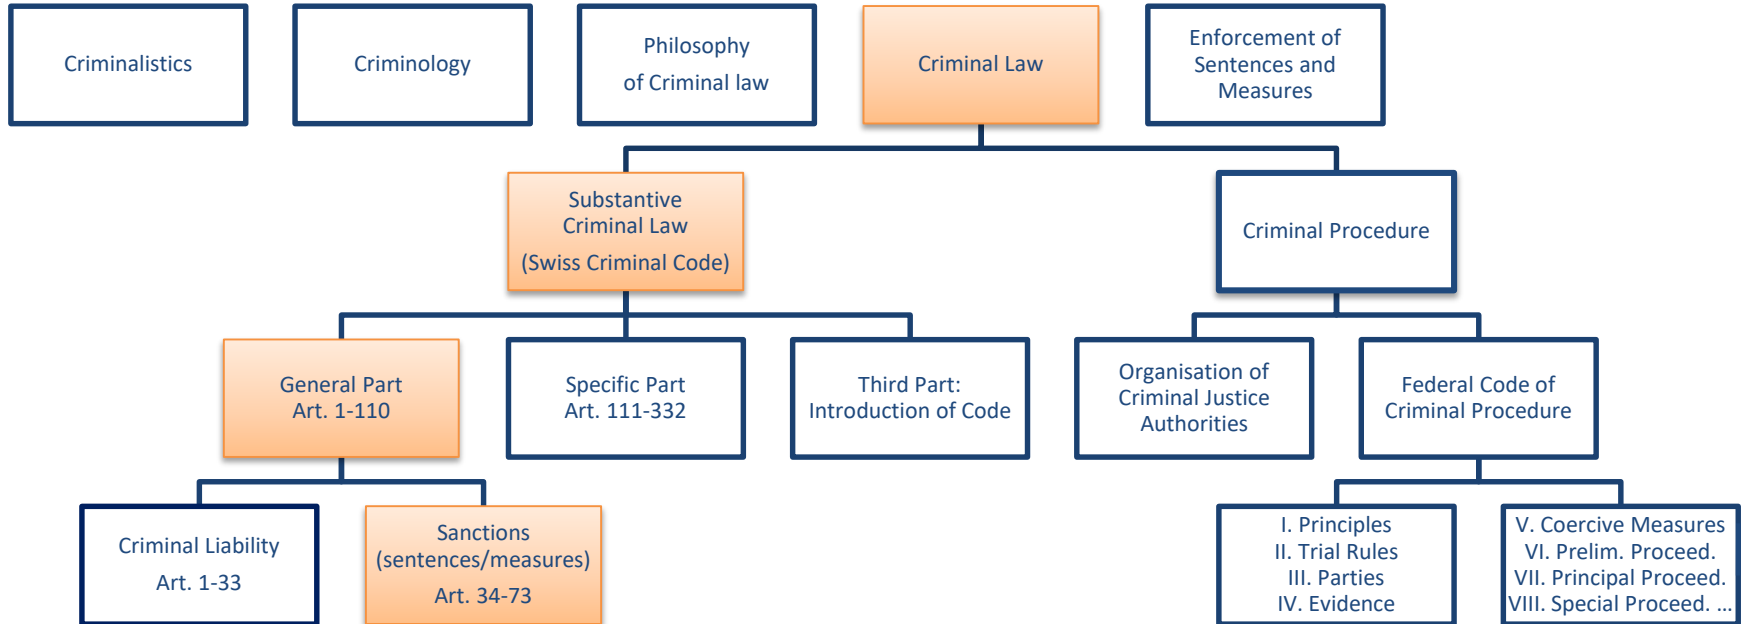 Criminalistics
Criminology
Philosophy
of Criminal law
Criminal Law
Enforcement of
Sentences and
Measures
Substantive
Criminal Law
(Swiss Criminal Code)
Criminal Procedure
General Part
Art. 1-110
Specific Part
Art. 111-332
Third Part:
Introduction of Code
Organisation of
Criminal Justice
Authorities
Federal Code of
Criminal Procedure
Criminal Liability
Art. 1-33
Sanctions
(sentences/measures)
Art. 34-73
I. Principles
II. Trial Rules
III. Parties
IV. Evidence
V. Coercive Measures
VI. Prelim. Proceed.
VII. Principal Proceed.
VIII. Special Proceed. ...